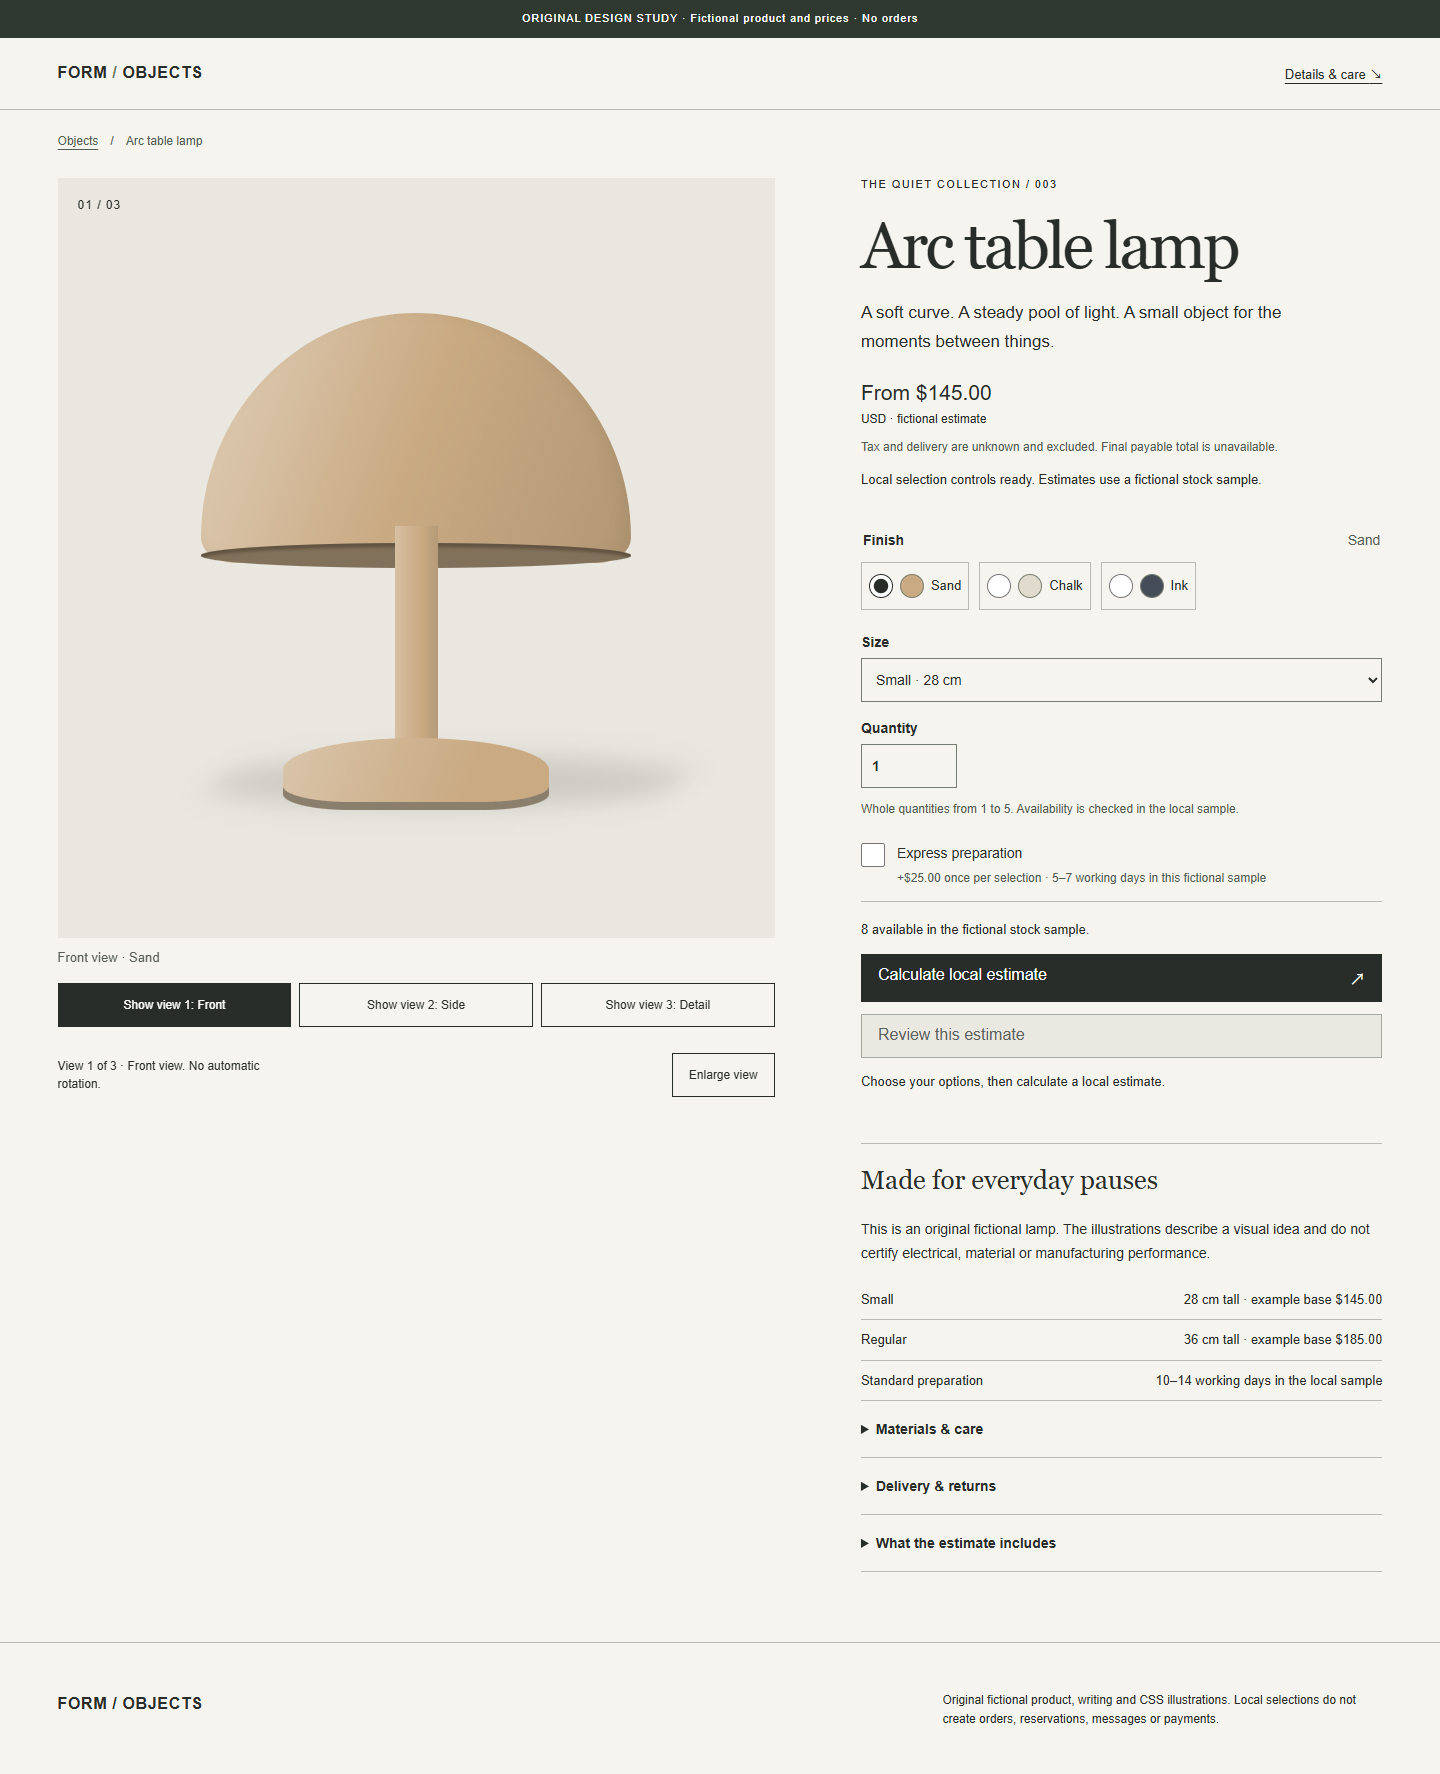 ORIGINAL DESIGN STUDY · Fictional product and prices · No orders
FORM / OBJECTS
Details & care ↘
Objects / Arc table lamp
01 / 03
Front view · Sand
Show view 1: Front
Show view 2: Side
Show view 3: Detail
View 1 of 3 · Front view. No automatic
rotation.
Enlarge view
THE QUIET COLLECTION / 003
Arc table lamp
A soft curve. A steady pool of light. A small object for the
moments between things.
From $145.00
USD · fictional estimate
Tax and delivery are unknown and excluded. Final payable total is unavailable.
Local selection controls ready. Estimates use a fictional stock sample.
Finish
Sand
Sand
Chalk
Ink
Size
Small · 28 cm
Quantity
1
Whole quantities from 1 to 5. Availability is checked in the local sample.
Express preparation
+$25.00 once per selection · 5–7 working days in this fictional sample
8 available in the fictional stock sample.
Calculate local estimate ↗
Review this estimate
Choose your options, then calculate a local estimate.
Made for everyday pauses
This is an original fictional lamp. The illustrations describe a visual idea and do not
certify electrical, material or manufacturing performance.
Small 28 cm tall · example base $145.00
Regular 36 cm tall · example base $185.00
Standard preparation 10–14 working days in the local sample
Materials & care
Delivery & returns
What the estimate includes
FORM / OBJECTS
Original fictional product, writing and CSS illustrations. Local selections do not
create orders, reservations, messages or payments.